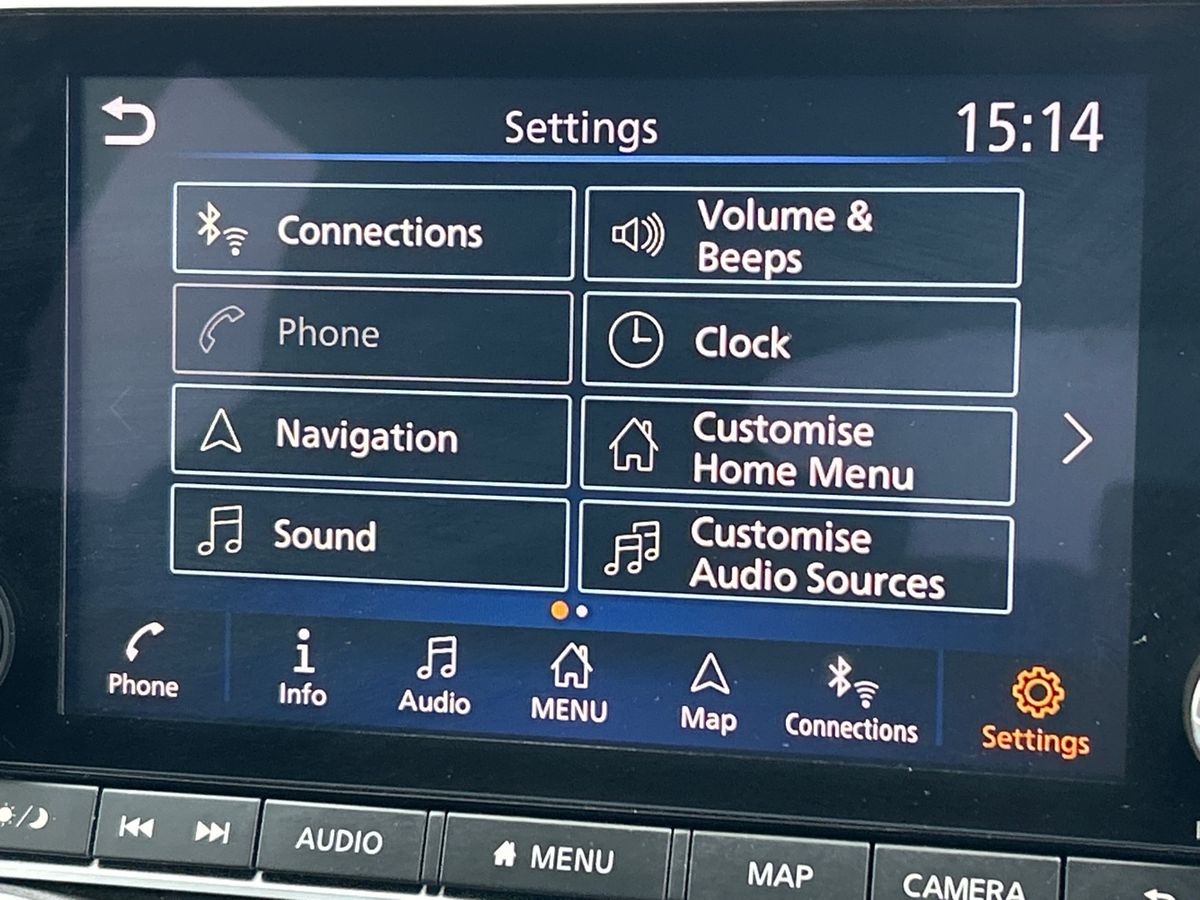 Settings
15:14
Connections
Volume &
Beeps
Phone
Clock
Navigation
Customise
Home Menu
Sound
Customise
Audio Sources
Phone
Info
Audio
MENU
Map
Connections
Settings
AUDIO
MENU
MAP
CAMERA